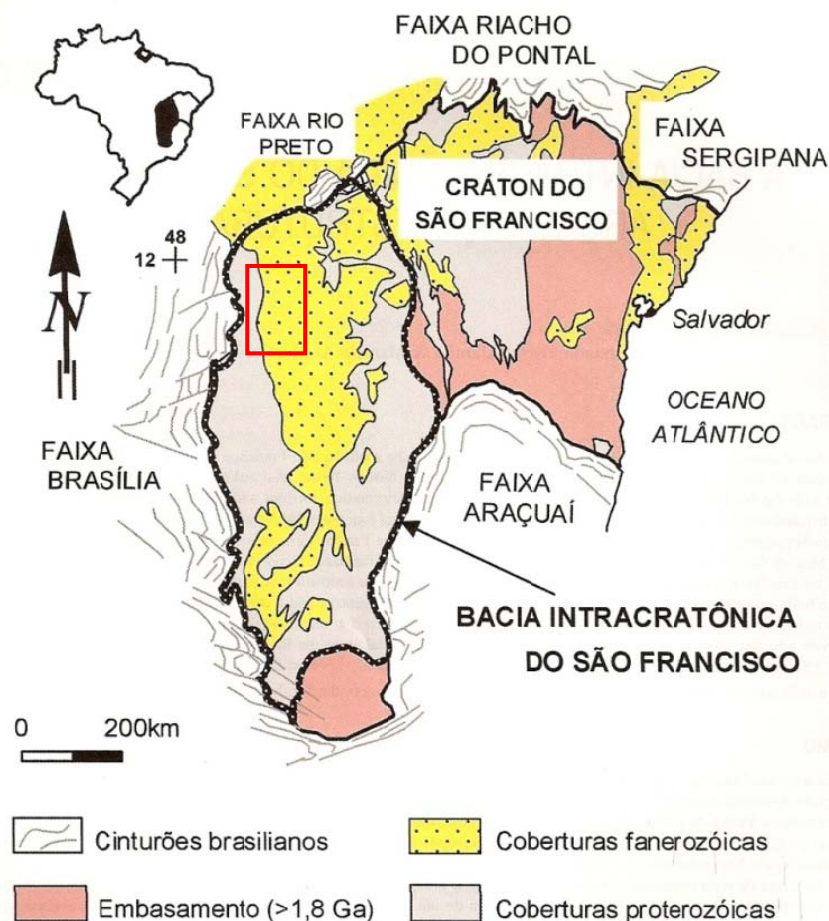 FAIXA RIACHO
DO PONTAL
FAIXA RIO
PRETO
FAIXA
SERGIPANA
CRÁTON DO
SÃO FRANCISCO
48
12
N
Salvador
OCEANO
ATLÂNTICO
FAIXA
BRASÍLIA
FAIXA
ARAÇUAÍ
BACIA INTRACRATÔNICA
DO SÃO FRANCISCO
0 200km
Cinturões brasilianos
Coberturas fanerozóicas
Embasamento (>1,8 Ga)
Coberturas proterozóicas